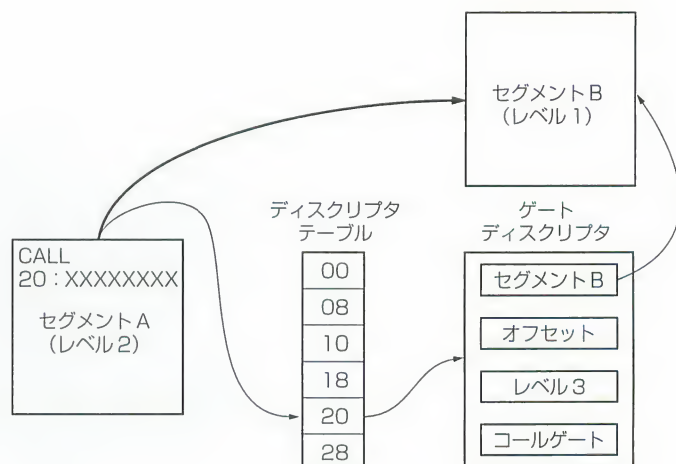 セグメントB
(レベル1)
ディスクリプタ
テーブル
ゲート
ディスクリプタ
CALL
20:XXXXXXXX
セグメントA
(レベル2)
00
08
10
18
20
28
セグメントB
オフセット
レベル3
コールゲート